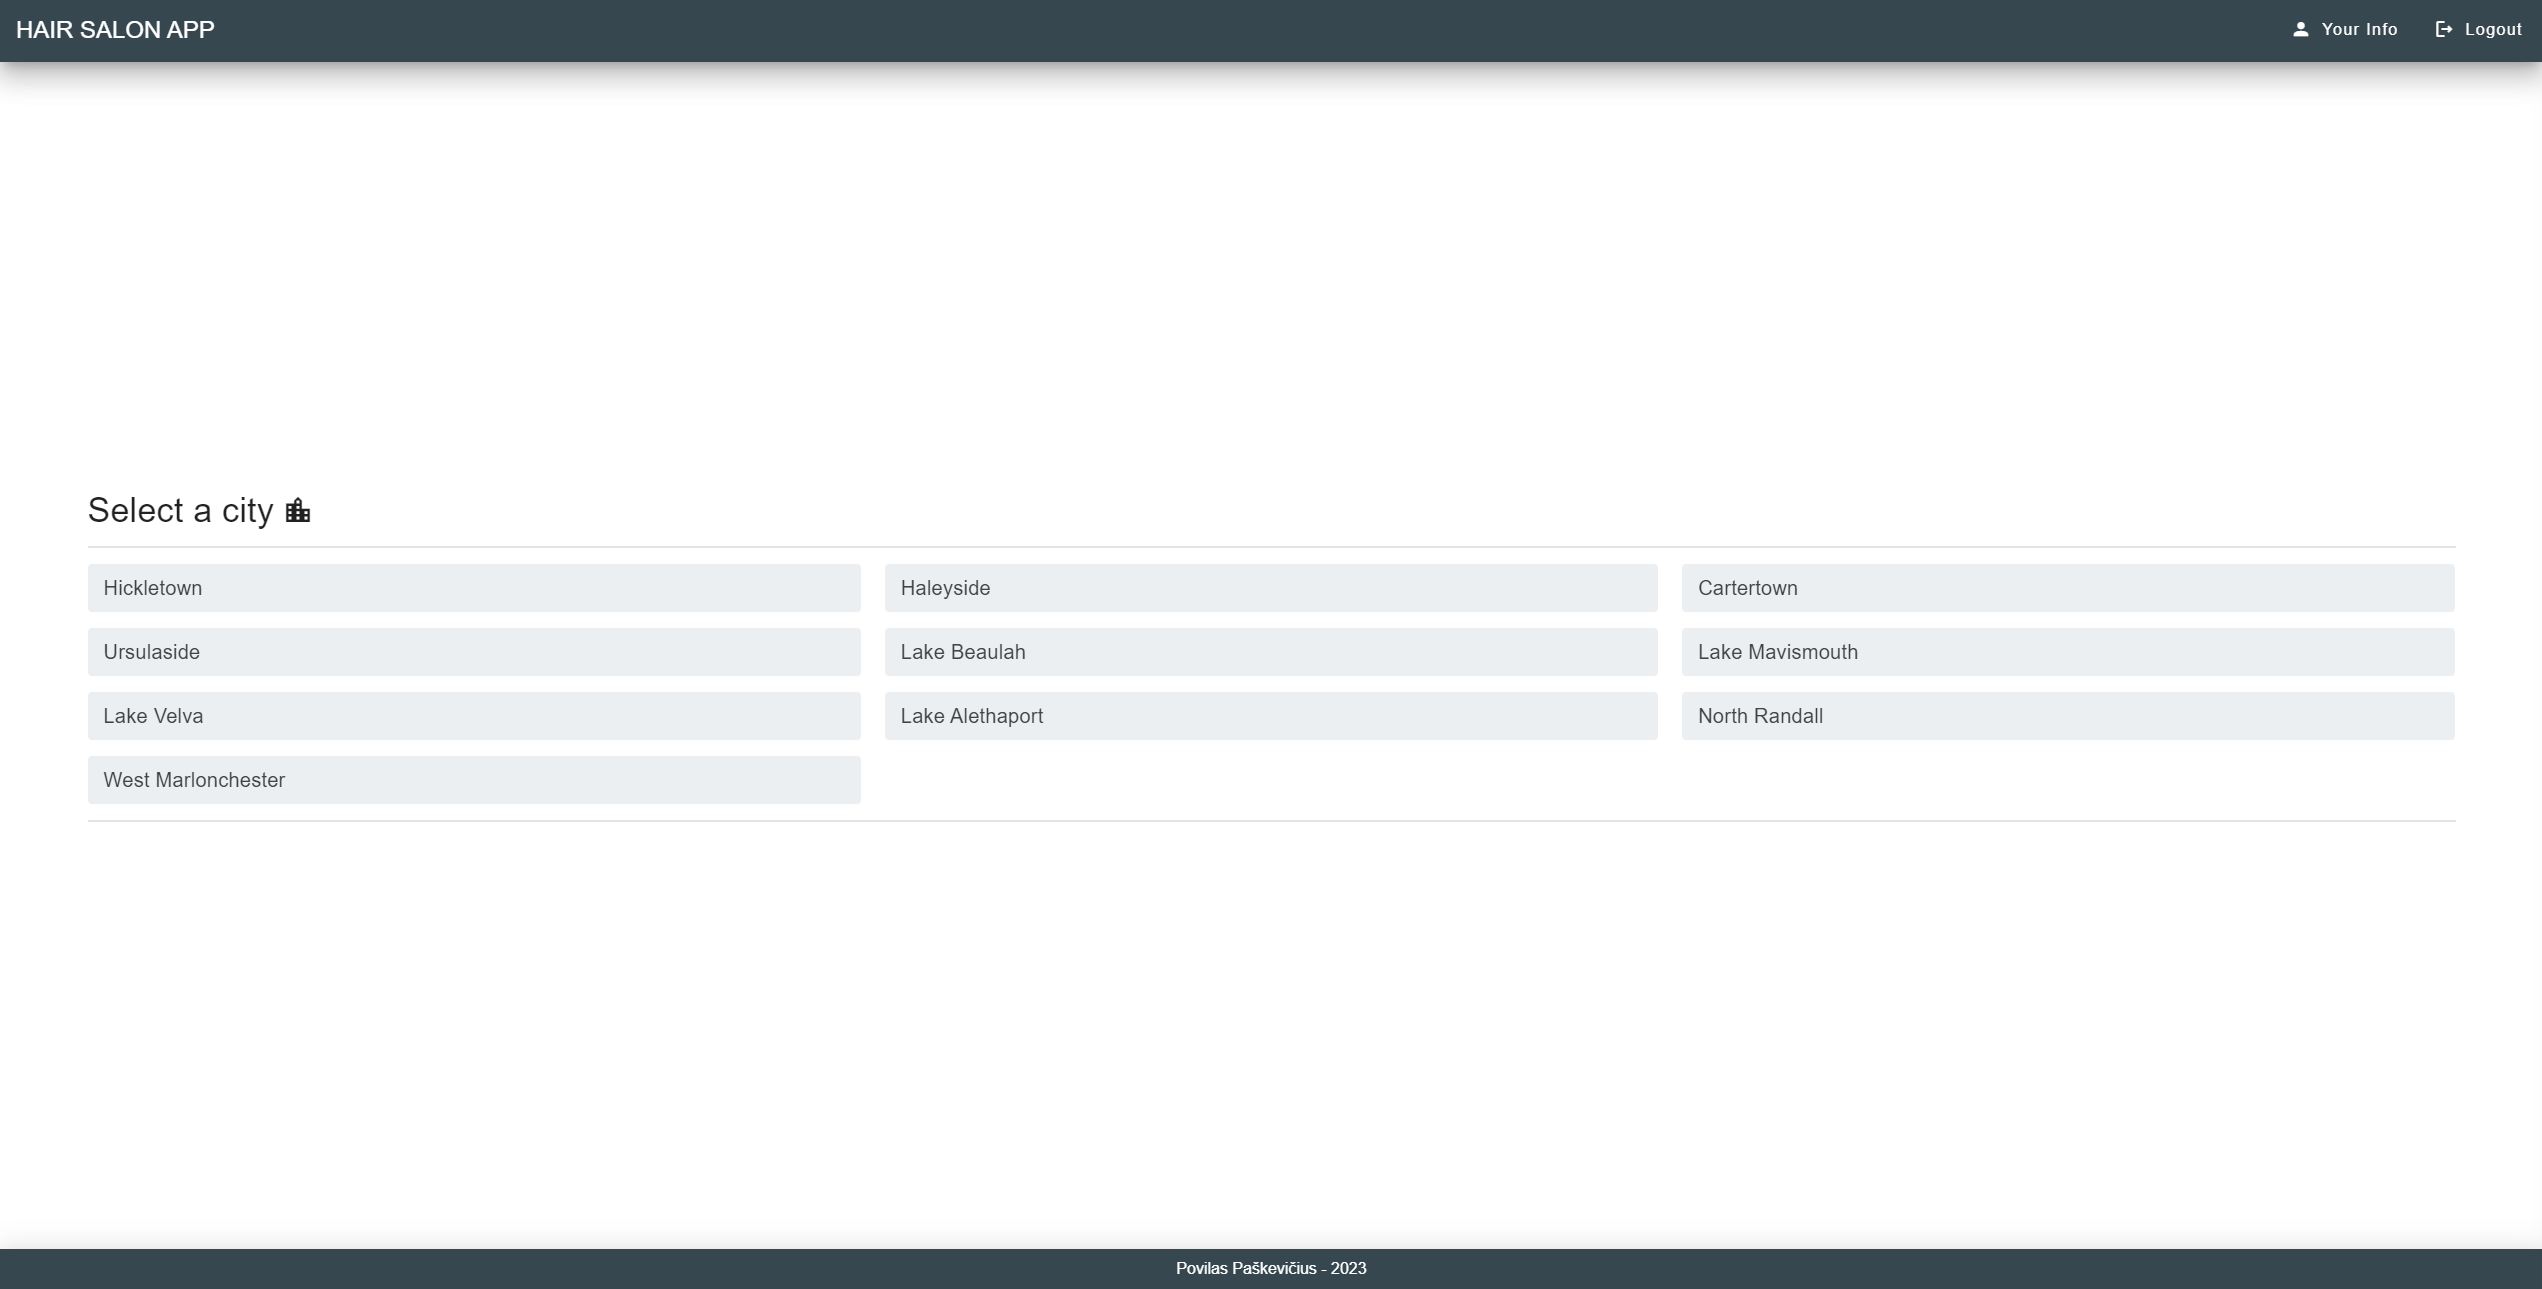 HAIR SALON APP
Your Info
Logout
Select a city
Hickletown
Haleyside
Cartertown
Ursulaside
Lake Beaulah
Lake Mavismouth
Lake Velva
Lake Alethaport
North Randall
West Marlonchester
Povilas Paškevičius - 2023